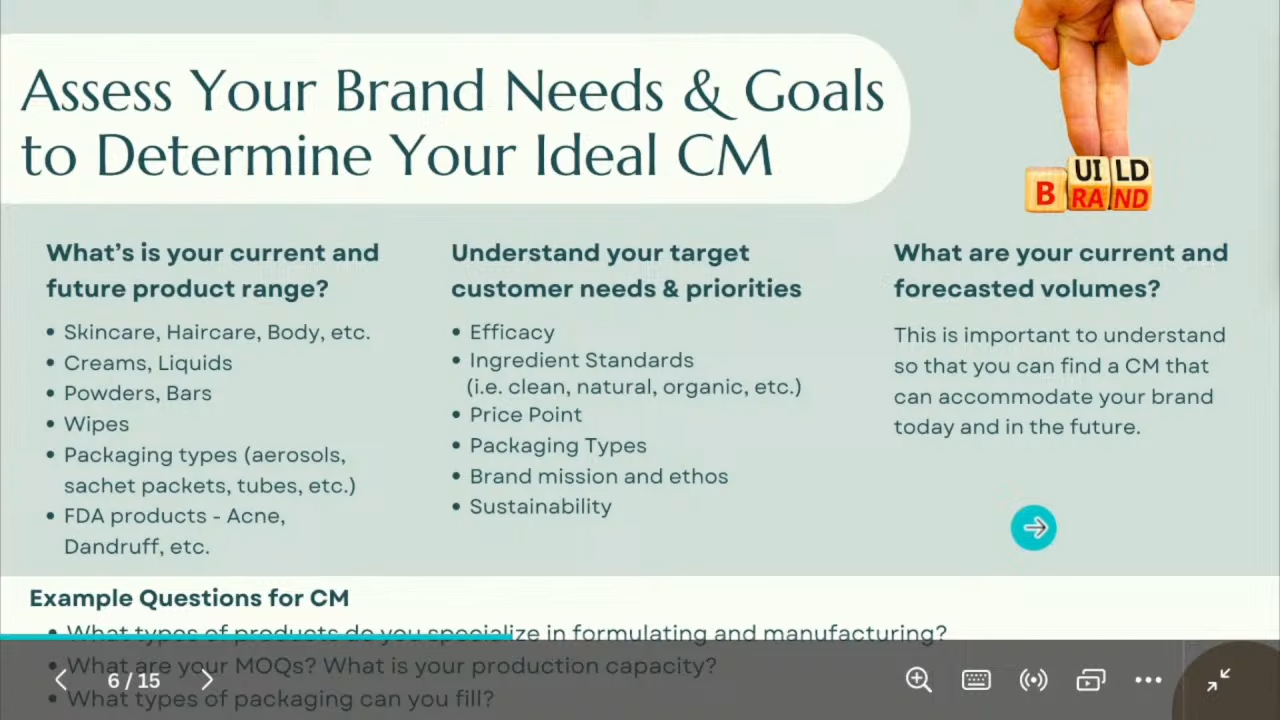 Assess Your Brand Needs & Goals
to Determine Your Ideal CM
UI LD
B RA ND
What's is your current and
future product range?
• Skincare, Haircare, Body, etc.
• Creams, Liquids
• Powders, Bars
• Wipes
• Packaging types (aerosols,
sachet packets, tubes, etc.)
• FDA products - Acne,
Dandruff, etc.
Understand your target
customer needs & priorities
• Efficacy
• Ingredient Standards
(i.e. clean, natural, organic, etc.)
• Price Point
• Packaging Types
• Brand mission and ethos
• Sustainability
What are your current and
forecasted volumes?
This is important to understand
so that you can find a CM that
can accommodate your brand
today and in the future.
Example Questions for CM
• What types of products do you specialize in formulating and manufacturing?
• What are your MOQs? What is your production capacity?
• What types of packaging can you fill?
6 / 15